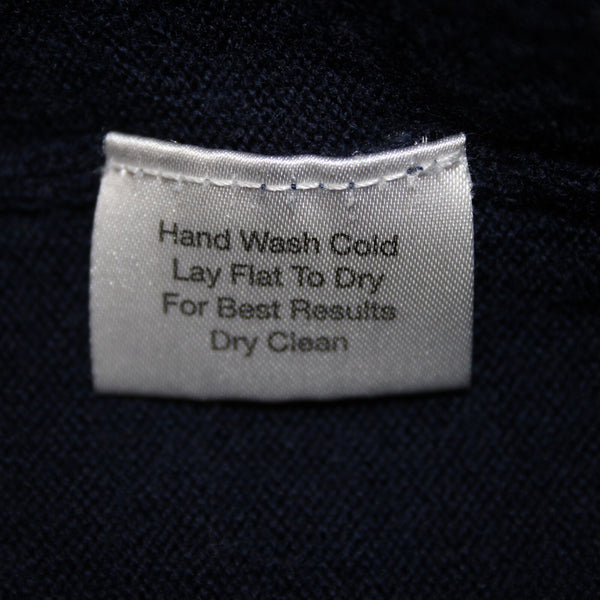 Hand Wash Cold
Lay Flat To Dry
For Best Results
Dry Clean